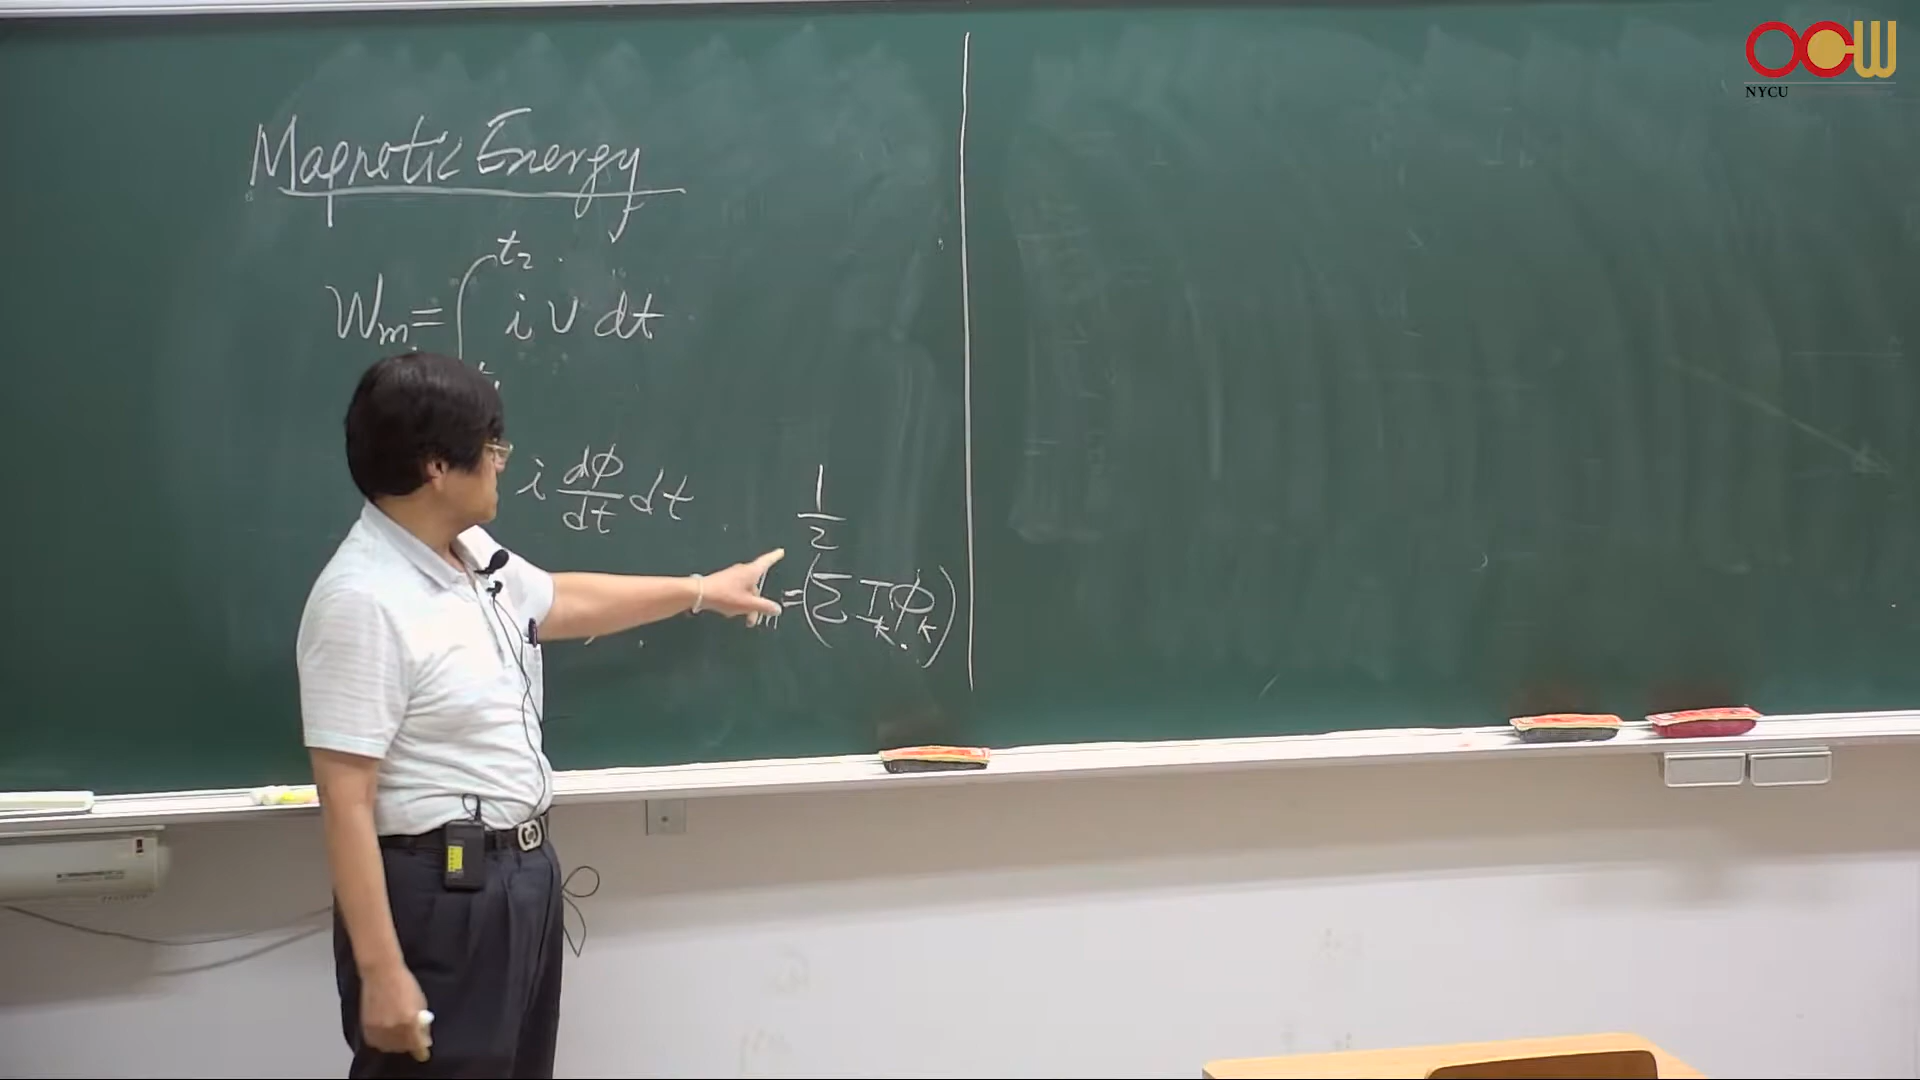 Magnetic Energy
Wm = ∫ t2 i v dt
i dφ/dt dt
1/2
m = (Σ Ik φk)
OCW
NYCU